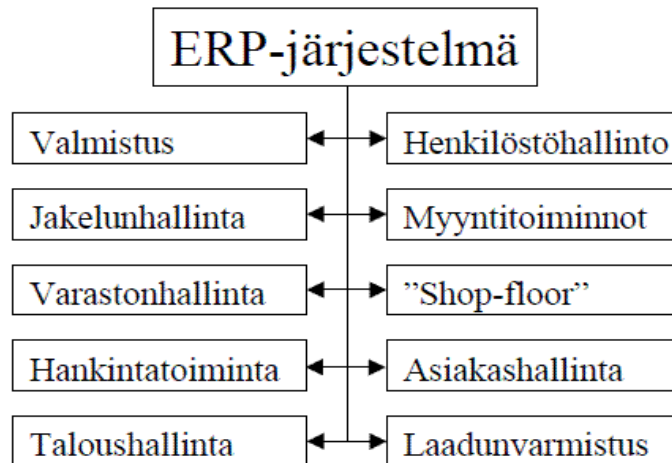 ERP-järjestelmä
Valmistus
Henkilöstöhallinto
Jakelunhallinta
Myyntitoiminnot
Varastonhallinta
”Shop-floor”
Hankintatoiminta
Asiakashallinta
Taloushallinta
Laadunvarmistus